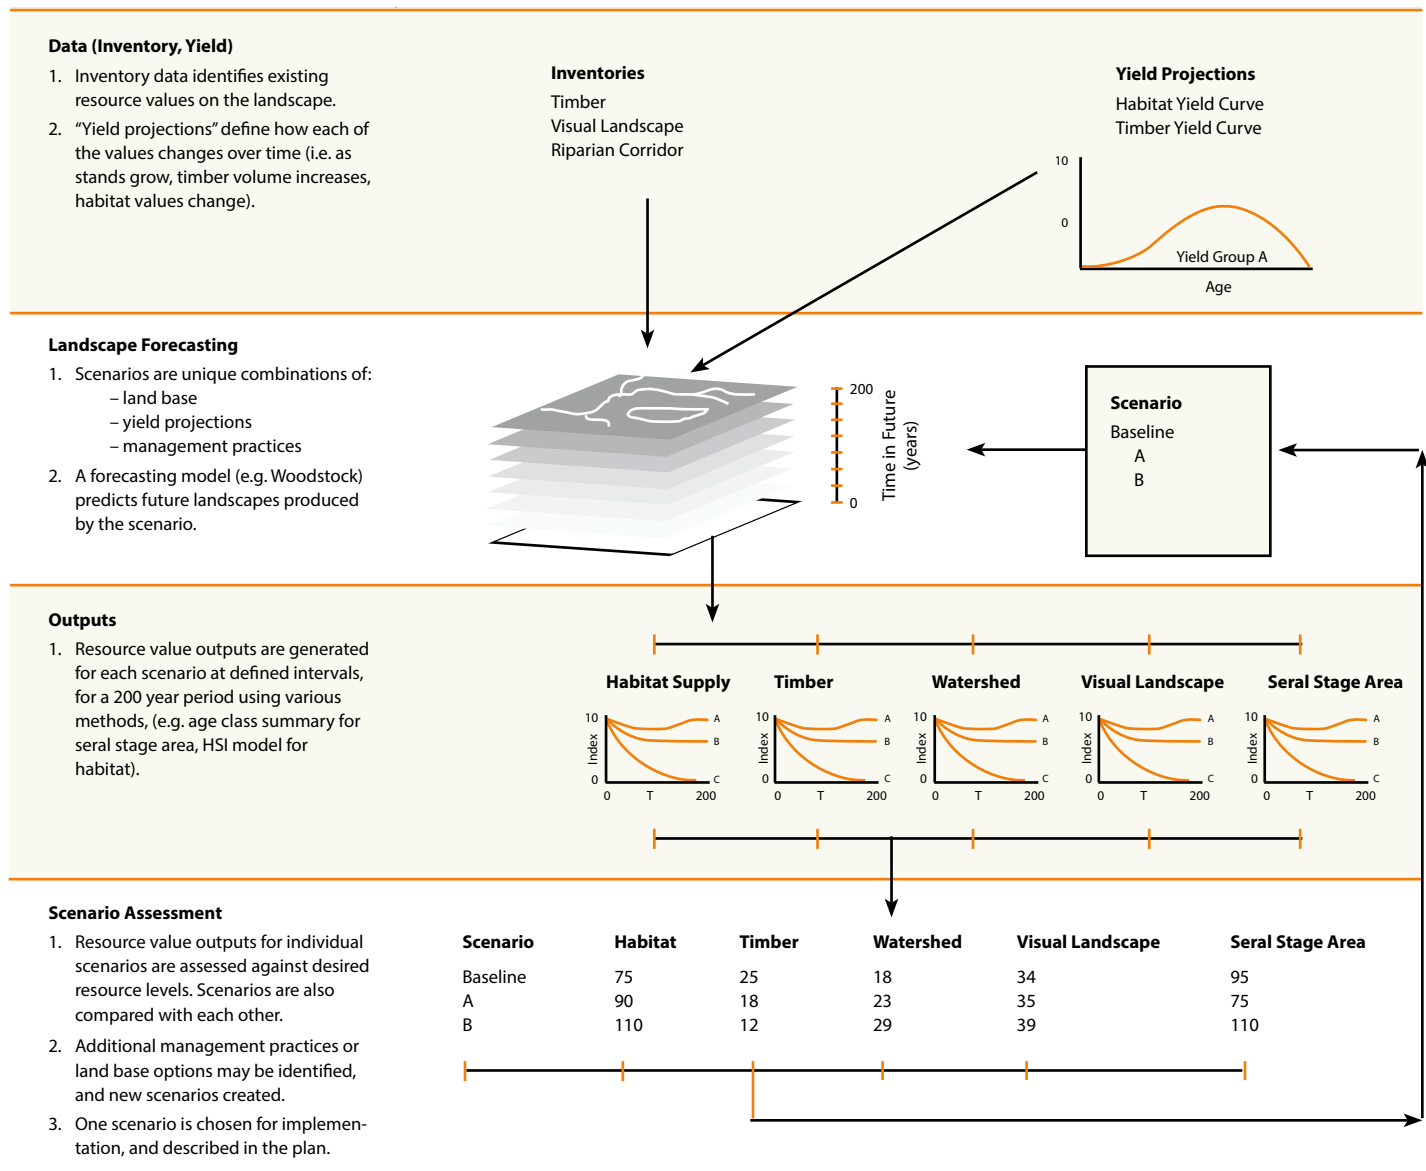 Data (Inventory, Yield)
1. Inventory data identifies existing
resource values on the landscape.
2. “Yield projections” define how each of
the values changes over time (i.e. as
stands grow, timber volume increases,
habitat values change).
Inventories
Timber
Visual Landscape
Riparian Corridor
Yield Projections
Habitat Yield Curve
Timber Yield Curve
10
0
Yield Group A
Age
Landscape Forecasting
1. Scenarios are unique combinations of:
– land base
– yield projections
– management practices
2. A forecasting model (e.g. Woodstock)
predicts future landscapes produced
by the scenario.
200
0
Time in Future
(years)
Scenario
Baseline
A
B
Outputs
1. Resource value outputs are generated
for each scenario at defined intervals,
for a 200 year period using various
methods, (e.g. age class summary for
seral stage area, HSI model for
habitat).
Habitat Supply
10
Index
0
A
B
C
0 T 200
Timber
10
Index
0
A
B
C
0 T 200
Watershed
10
Index
0
A
B
C
0 T 200
Visual Landscape
10
Index
0
A
B
C
0 T 200
Seral Stage Area
10
Index
0
A
B
C
0 T 200
Scenario Assessment
1. Resource value outputs for individual
scenarios are assessed against desired
resource levels. Scenarios are also
compared with each other.
2. Additional management practices or
land base options may be identified,
and new scenarios created.
3. One scenario is chosen for implemen-
tation, and described in the plan.
Scenario Habitat Timber Watershed Visual Landscape Seral Stage Area
Baseline 75 25 18 34 95
A 90 18 23 35 75
B 110 12 29 39 110